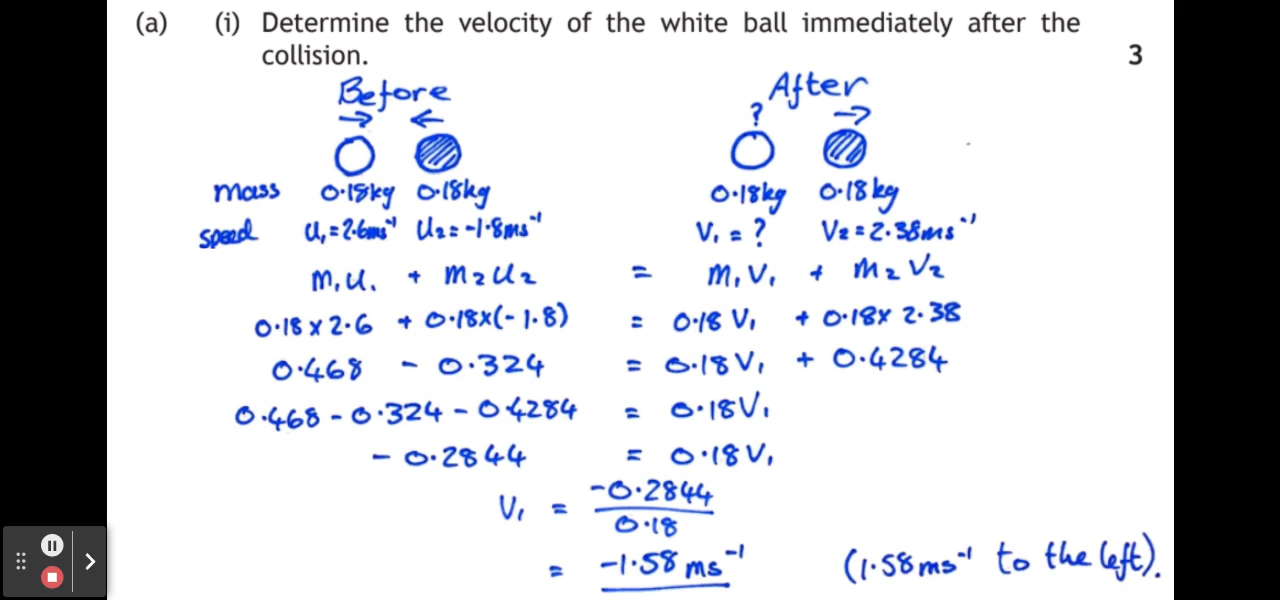 (a) (i) Determine the velocity of the white ball immediately after the
collision. 3
Before After
?
mass 0.18kg 0.18kg 0.18kg 0.18kg
speed U₁=2.6ms⁻¹ U₂=-1.8ms⁻¹ V₁ = ? V₂=2.38ms⁻¹
m₁U₁ + m₂U₂ = m₁V₁ + m₂V₂
0.18 x 2.6 + 0.18x(-1.8) = 0.18 V₁ + 0.18x 2.38
0.468 - 0.324 = 0.18V₁ + 0.4284
0.468 - 0.324 - 0.4284 = 0.18V₁
- 0.2844 = 0.18V₁
V₁ = -0.2844 / 0.18
= -1.58 ms⁻¹ (1.58ms⁻¹ to the left).